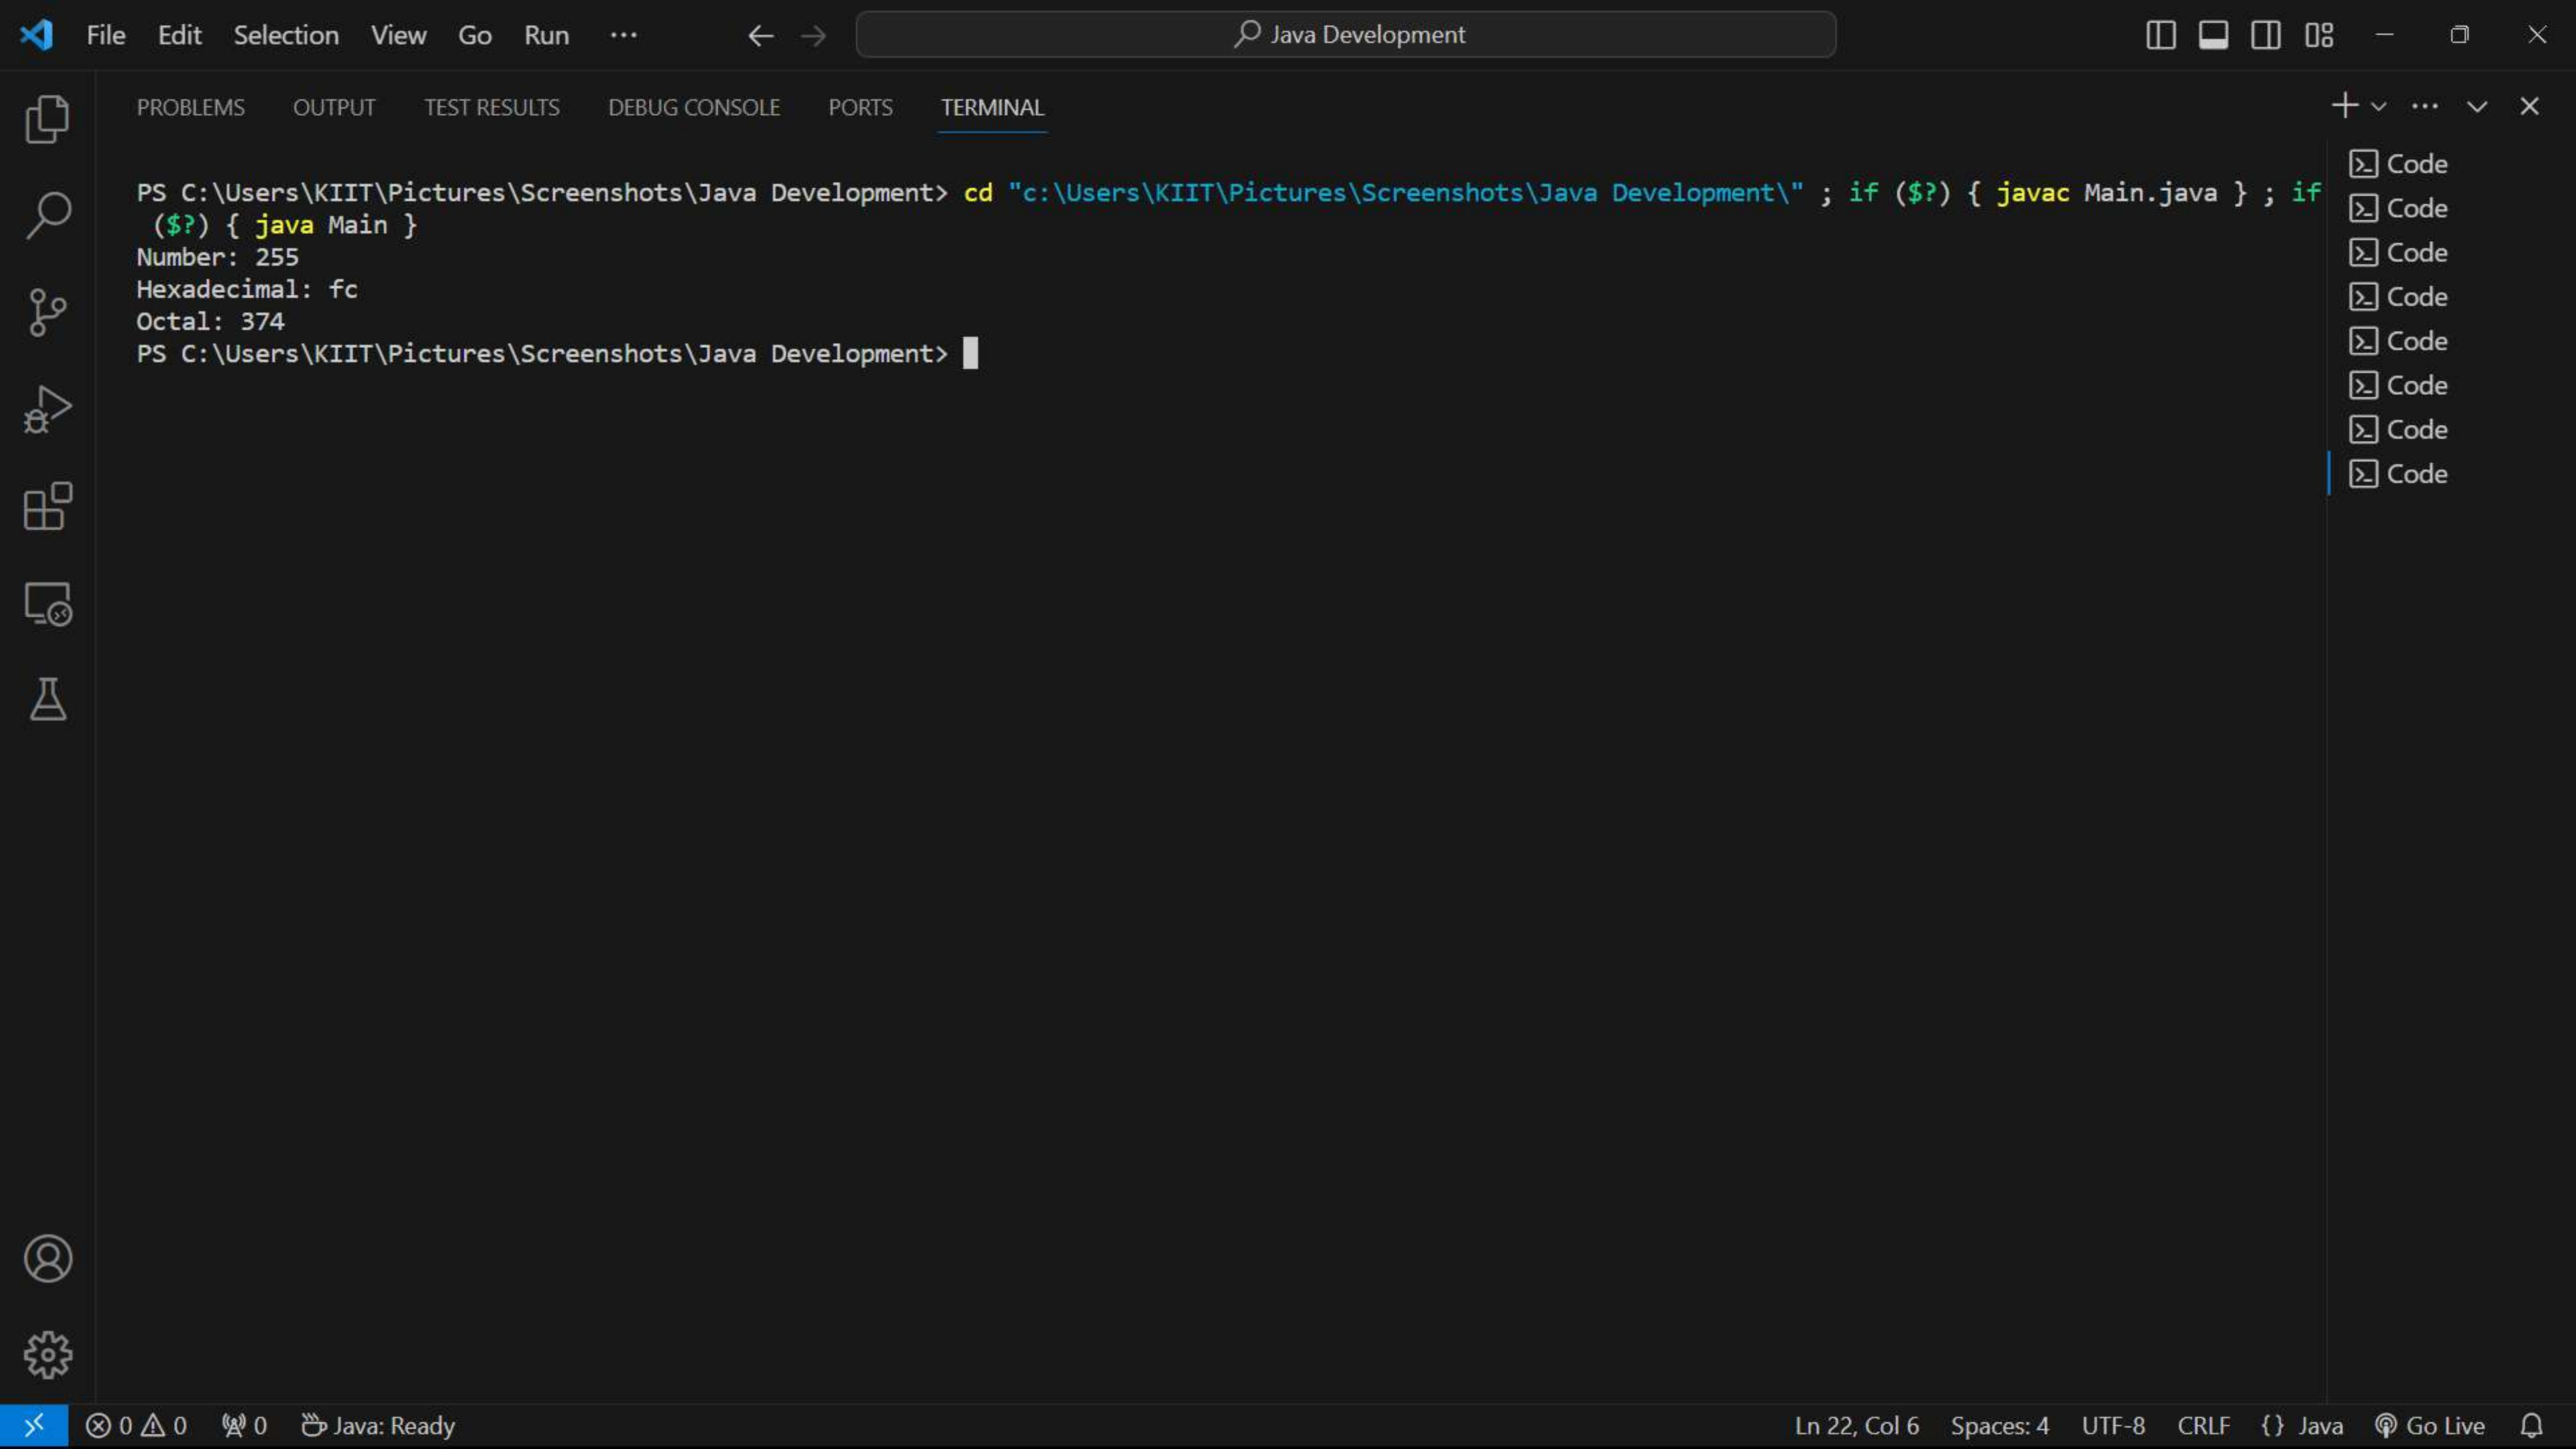 File Edit Selection View Go Run ··· Java Development
PROBLEMS OUTPUT TEST RESULTS DEBUG CONSOLE PORTS TERMINAL
PS C:\Users\KIIT\Pictures\Screenshots\Java Development> cd "c:\Users\KIIT\Pictures\Screenshots\Java Development\" ; if ($?) { javac Main.java } ; if
($?) { java Main }
Number: 255
Hexadecimal: fc
Octal: 374
PS C:\Users\KIIT\Pictures\Screenshots\Java Development>
Code
Code
Code
Code
Code
Code
Code
Code
0 0 0 Java: Ready Ln 22, Col 6 Spaces: 4 UTF-8 CRLF {} Java Go Live